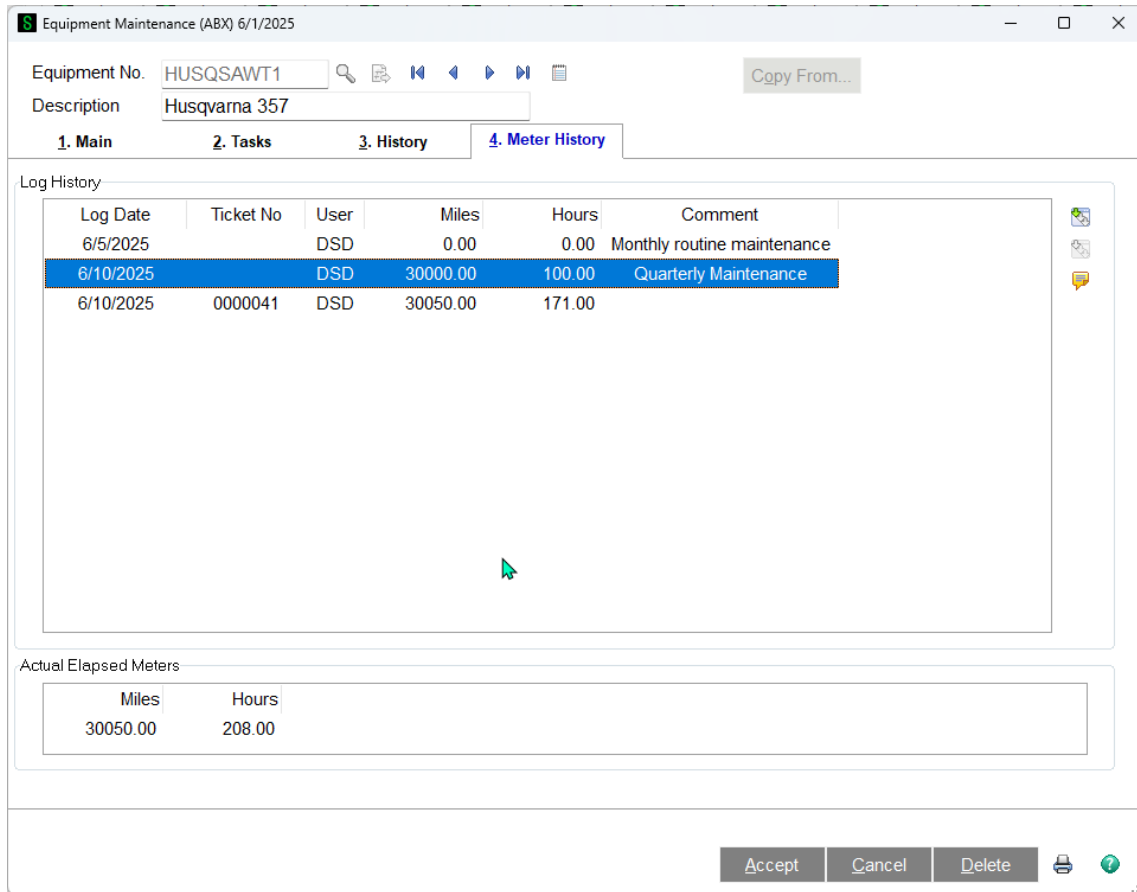 S Equipment Maintenance (ABX) 6/1/2025
Equipment No. HUSQSAWT1 Copy From...
Description Husqvarna 357
1. Main 2. Tasks 3. History 4. Meter History
Log History
Log Date Ticket No User Miles Hours Comment
6/5/2025 DSD 0.00 0.00 Monthly routine maintenance
6/10/2025 DSD 30000.00 100.00 Quarterly Maintenance
6/10/2025 0000041 DSD 30050.00 171.00
Actual Elapsed Meters
Miles Hours
30050.00 208.00
Accept Cancel Delete ?